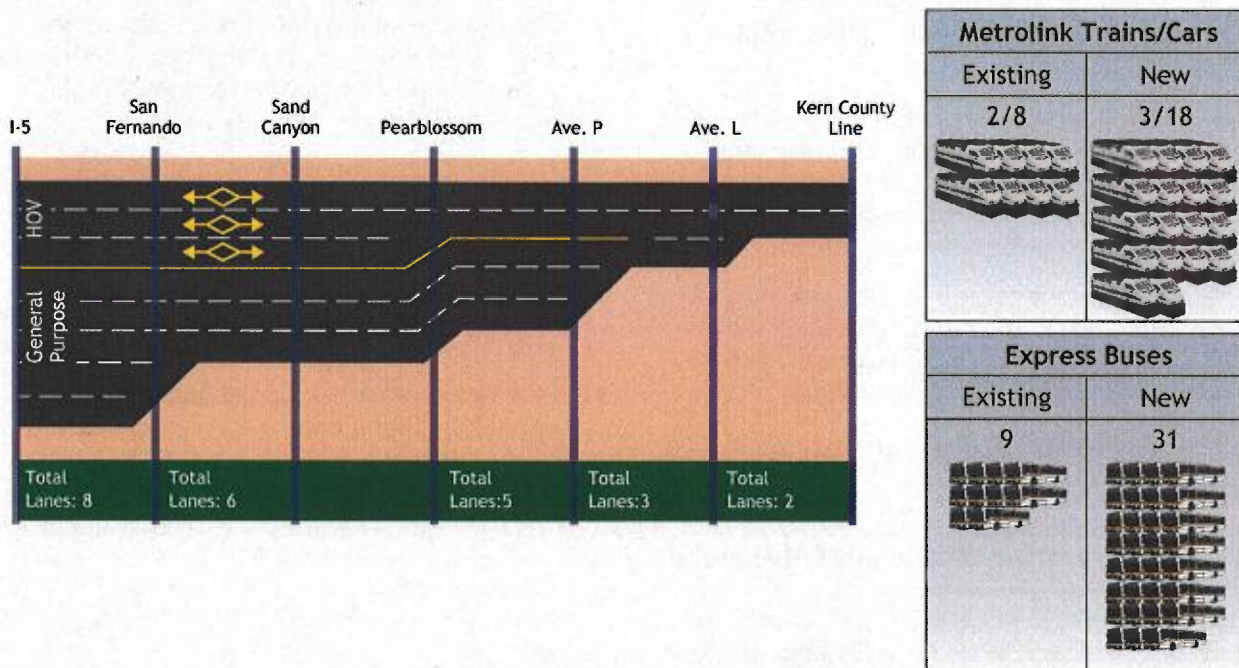 I-5
San
Fernando
Sand
Canyon
Pearblossom
Ave. P
Ave. L
Kern County
Line
HOV
General
Purpose
Total
Lanes: 8
Total
Lanes: 6
Total
Lanes:5
Total
Lanes:3
Total
Lanes: 2
Metrolink Trains/Cars
Existing New
2/8 3/18
Express Buses
Existing New
9 31